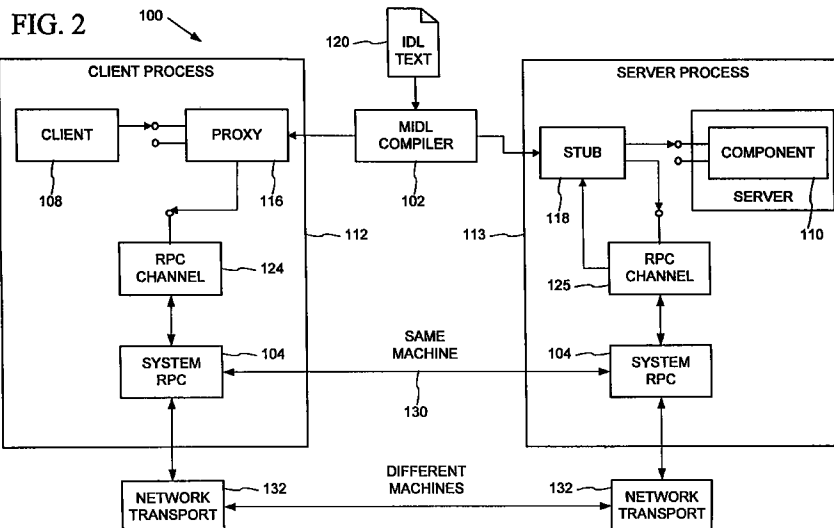 FIG. 2
100
120
IDL
TEXT
CLIENT PROCESS
SERVER PROCESS
CLIENT
PROXY
MIDL
COMPILER
STUB
COMPONENT
SERVER
108
116
102
118
110
112
113
RPC
CHANNEL
124
RPC
CHANNEL
125
SYSTEM
RPC
104
SAME
MACHINE
130
104
SYSTEM
RPC
NETWORK
TRANSPORT
132
DIFFERENT
MACHINES
132
NETWORK
TRANSPORT